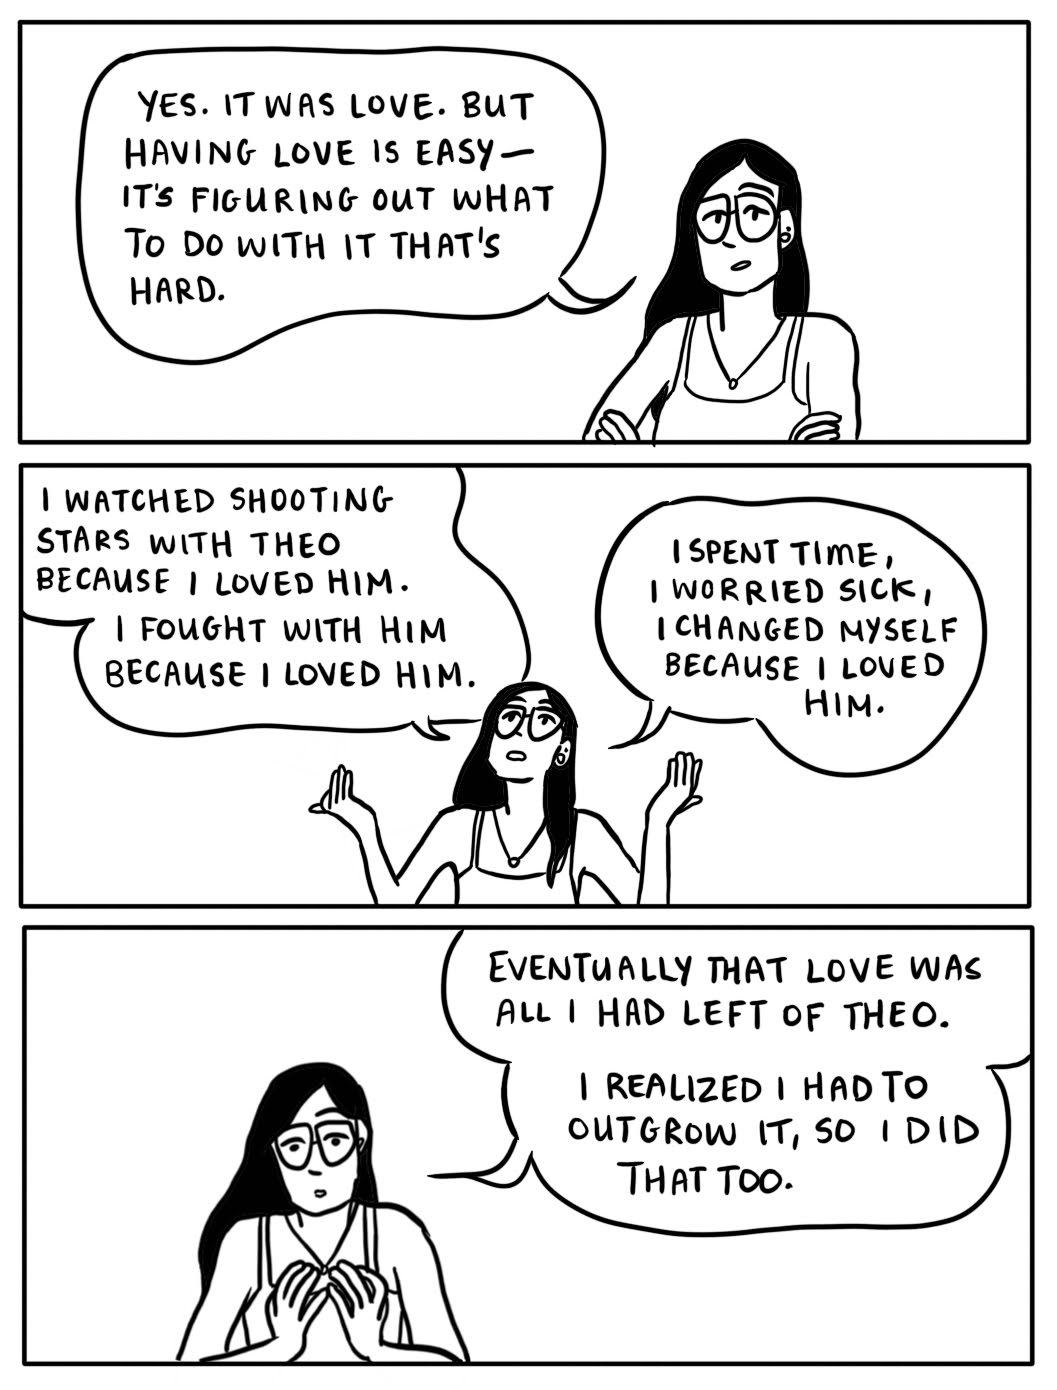 YES. IT WAS LOVE. BUT
HAVING LOVE IS EASY—
IT'S FIGURING OUT WHAT
TO DO WITH IT THAT'S
HARD.
I WATCHED SHOOTING
STARS WITH THEO
BECAUSE I LOVED HIM.
I FOUGHT WITH HIM
BECAUSE I LOVED HIM.
I SPENT TIME,
I WORRIED SICK,
I CHANGED MYSELF
BECAUSE I LOVED
HIM.
EVENTUALLY THAT LOVE WAS
ALL I HAD LEFT OF THEO.
I REALIZED I HAD TO
OUTGROW IT, SO I DID
THAT TOO.